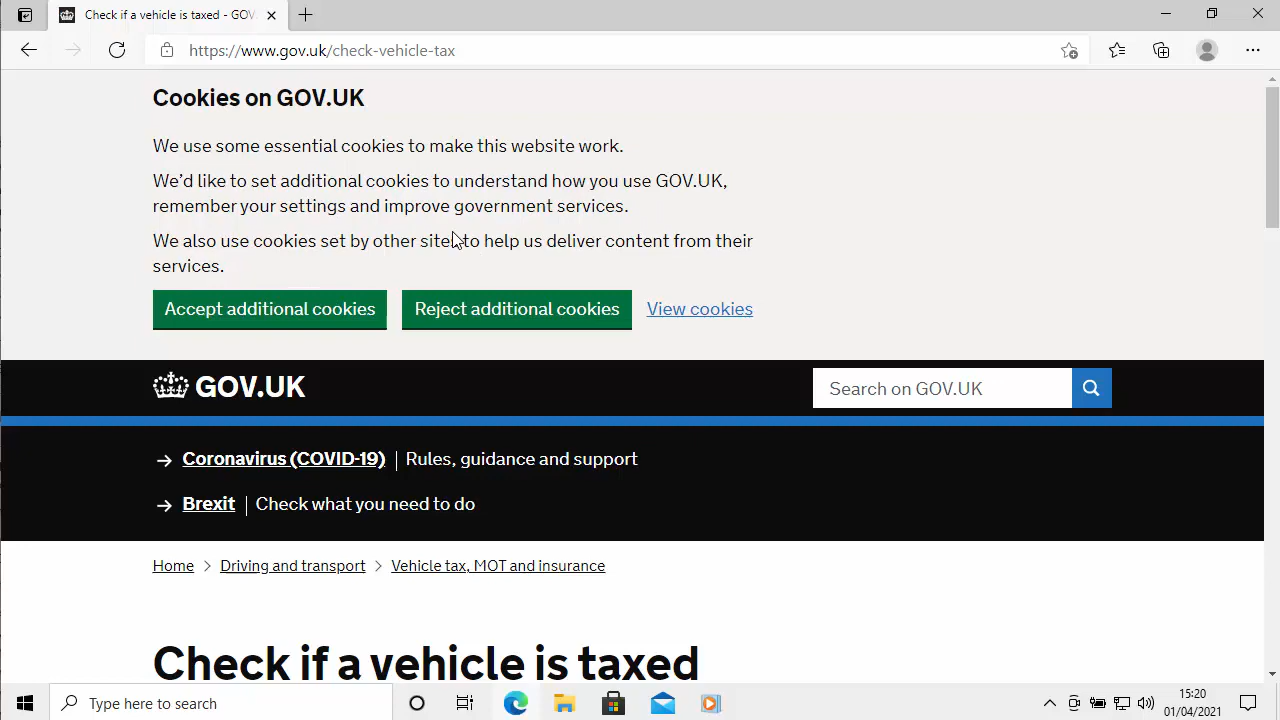 Check if a vehicle is taxed - GOV.
https://www.gov.uk/check-vehicle-tax
Cookies on GOV.UK
We use some essential cookies to make this website work.
We'd like to set additional cookies to understand how you use GOV.UK,
remember your settings and improve government services.
We also use cookies set by other sites to help us deliver content from their
services.
Accept additional cookies
Reject additional cookies
View cookies
GOV.UK
Search on GOV.UK
Coronavirus (COVID-19) | Rules, guidance and support
Brexit | Check what you need to do
Home > Driving and transport > Vehicle tax, MOT and insurance
Check if a vehicle is taxed
Type here to search
15:20
01/04/2021